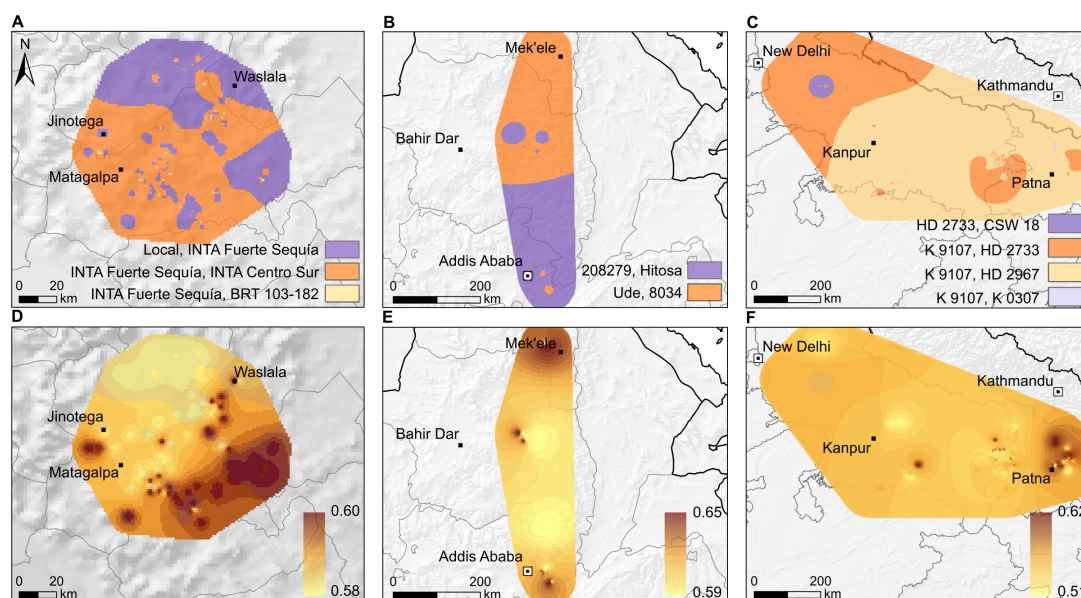 A
N
Waslala
Jinotega
Matagalpa
Local, INTA Fuerte Sequía
INTA Fuerte Sequía, INTA Centro Sur
INTA Fuerte Sequía, BRT 103-182
0 20
km
B
Mek'ele
Bahir Dar
Addis Ababa
208279, Hitosa
Ude, 8034
0 200
km
C
New Delhi
Kathmandu
Kanpur
Patna
HD 2733, CSW 18
K 9107, HD 2733
K 9107, HD 2967
K 9107, K 0307
0 200
km
D
Waslala
Jinotega
Matagalpa
0.60
0.58
0 20
km
E
Mek'ele
Bahir Dar
Addis Ababa
0.65
0.59
0 200
km
F
New Delhi
Kathmandu
Kanpur
Patna
0 200
km